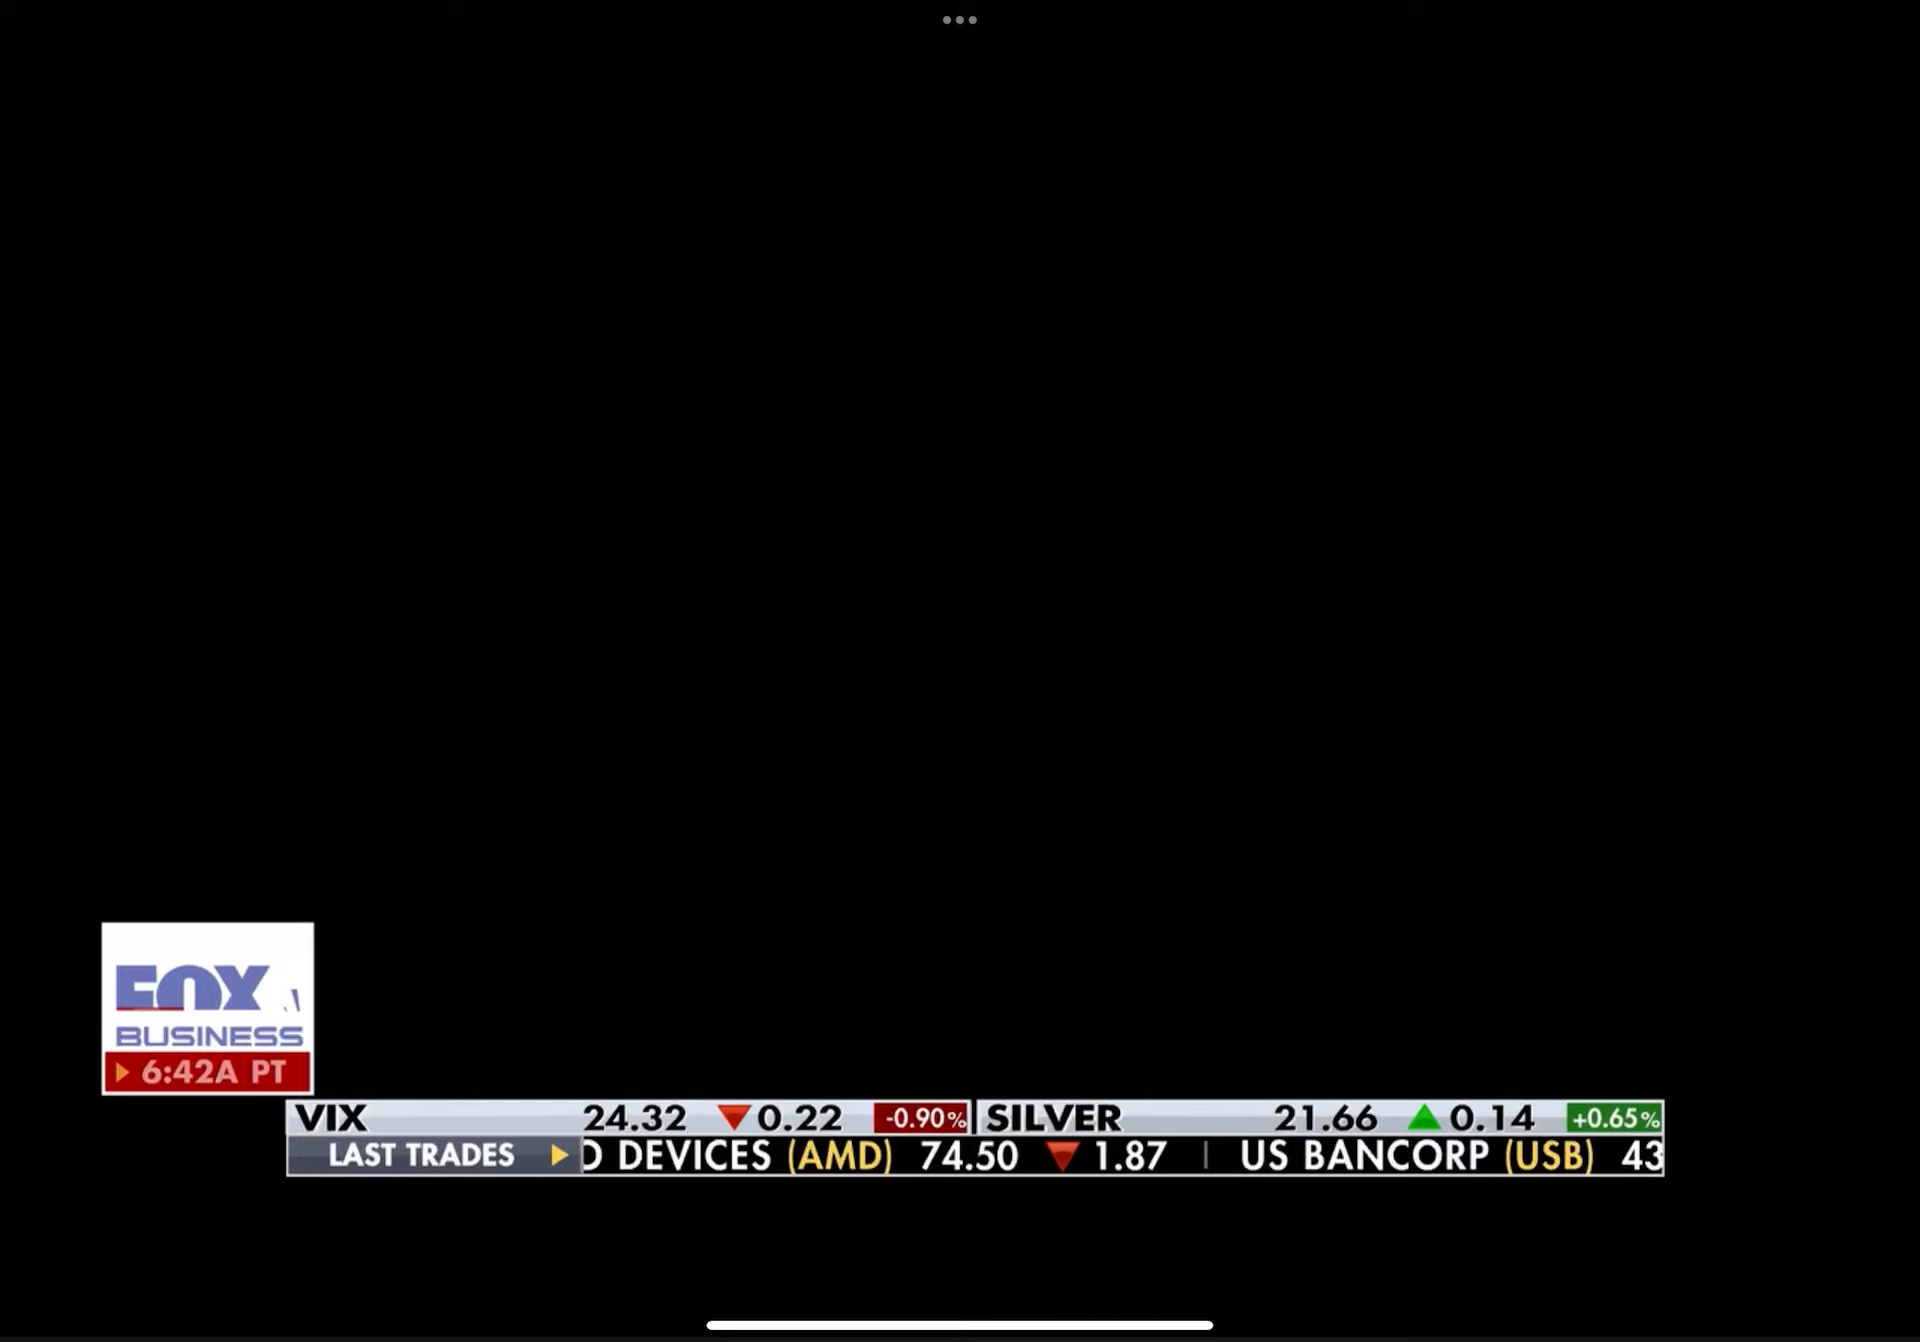 FOX
BUSINESS
6:42A PT
VIX 24.32 0.22 -0.90% SILVER 21.66 0.14 +0.65%
LAST TRADES D DEVICES (AMD) 74.50 1.87 | US BANCORP (USB) 43